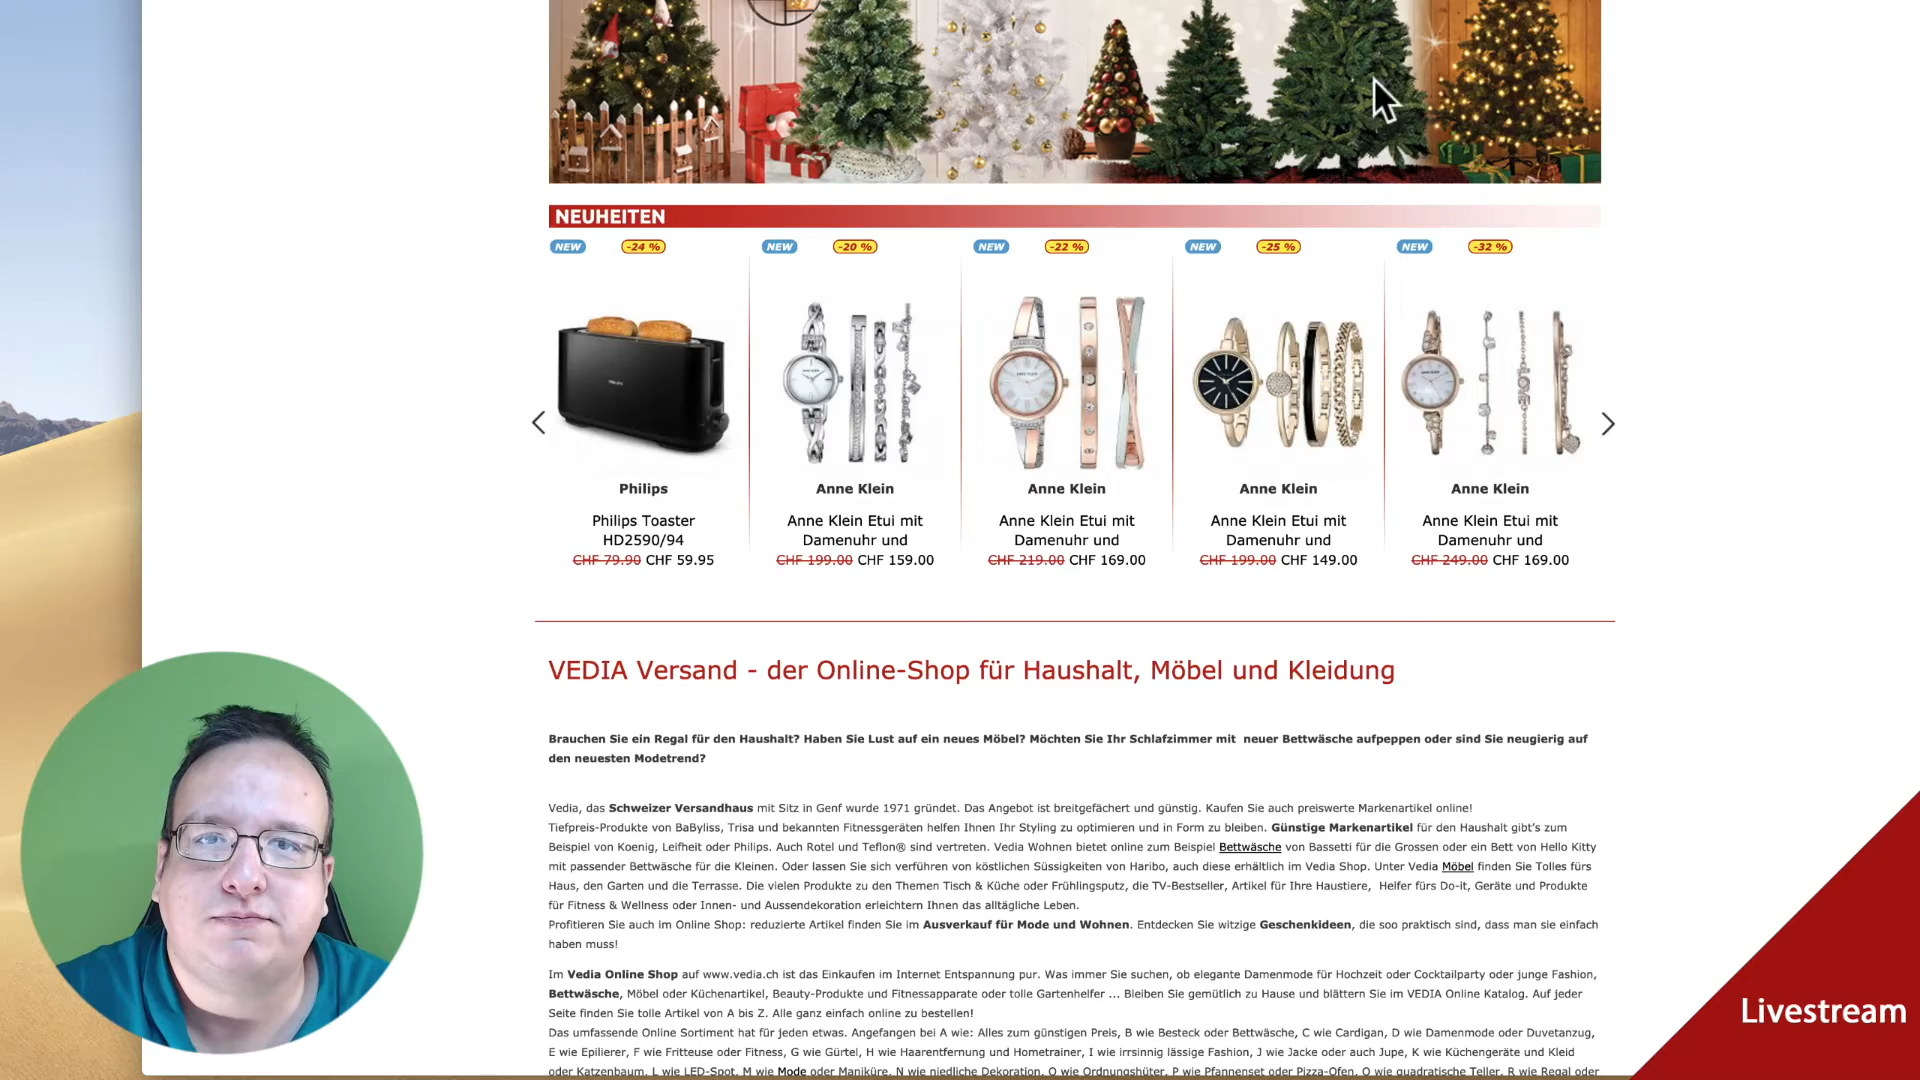 NEUHEITEN
NEW -24 % NEW -20 % NEW -22 % NEW -25 % NEW -32 %
Philips Anne Klein Anne Klein Anne Klein Anne Klein
Philips Toaster Anne Klein Etui mit Anne Klein Etui mit Anne Klein Etui mit Anne Klein Etui mit
HD2590/94 Damenuhr und Damenuhr und Damenuhr und Damenuhr und
CHF 79.90 CHF 59.95 CHF 199.00 CHF 159.00 CHF 219.00 CHF 169.00 CHF 199.00 CHF 149.00 CHF 249.00 CHF 169.00
VEDIA Versand - der Online-Shop für Haushalt, Möbel und Kleidung
Brauchen Sie ein Regal für den Haushalt? Haben Sie Lust auf ein neues Möbel? Möchten Sie Ihr Schlafzimmer mit neuer Bettwäsche aufpeppen oder sind Sie neugierig auf
den neuesten Modetrend?
Vedia, das Schweizer Versandhaus mit Sitz in Genf wurde 1971 gründet. Das Angebot ist breitgefächert und günstig. Kaufen Sie auch preiswerte Markenartikel online!
Tiefpreis-Produkte von BaByliss, Trisa und bekannten Fitnessgeräten helfen Ihnen Ihr Styling zu optimieren und in Form zu bleiben. Günstige Markenartikel für den Haushalt gibt's zum
Beispiel von Koenig, Leifheit oder Philips. Auch Rotel und Teflon® sind vertreten. Vedia Wohnen bietet online zum Beispiel Bettwäsche von Bassetti für die Grossen oder ein Bett von Hello Kitty
mit passender Bettwäsche für die Kleinen. Oder lassen Sie sich verführen von köstlichen Süssigkeiten von Haribo, auch diese erhältlich im Vedia Shop. Unter Vedia Möbel finden Sie Tolles fürs
Haus, den Garten und die Terrasse. Die vielen Produkte zu den Themen Tisch & Küche oder Frühlingsputz, die TV-Bestseller, Artikel für Ihre Haustiere, Helfer fürs Do-it, Geräte und Produkte
für Fitness & Wellness oder Innen- und Aussendekoration erleichtern Ihnen das alltägliche Leben.
Profitieren Sie auch im Online Shop: reduzierte Artikel finden Sie im Ausverkauf für Mode und Wohnen. Entdecken Sie witzige Geschenkideen, die soo praktisch sind, dass man sie einfach
haben muss!
Im Vedia Online Shop auf www.vedia.ch ist das Einkaufen im Internet Entspannung pur. Was immer Sie suchen, ob elegante Damenmode für Hochzeit oder Cocktailparty oder junge Fashion,
Bettwäsche, Möbel oder Küchenartikel, Beauty-Produkte und Fitnessapparate oder tolle Gartenhelfer ... Bleiben Sie gemütlich zu Hause und blättern Sie im VEDIA Online Katalog. Auf jeder
Seite finden Sie tolle Artikel von A bis Z. Alle ganz einfach online zu bestellen!
Das umfassende Online Sortiment hat für jeden etwas. Angefangen bei A wie: Alles zum günstigen Preis, B wie Besteck oder Bettwäsche, C wie Cardigan, D wie Damenmode oder Duvetanzug,
E wie Epilierer, F wie Fritteuse oder Fitness, G wie Gürtel, H wie Haarentfernung und Hometrainer, I wie irrsinnig lässige Fashion, J wie Jacke oder auch Jupe, K wie Küchengeräte und Kleid
oder Katzenbaum, L wie LED-Spot, M wie Mode oder Maniküre, N wie niedliche Dekoration, O wie Ordnungshüter, P wie Pfannenset oder Pizza-Ofen, Q wie quadratische Teller, R wie Regal oder
Livestream